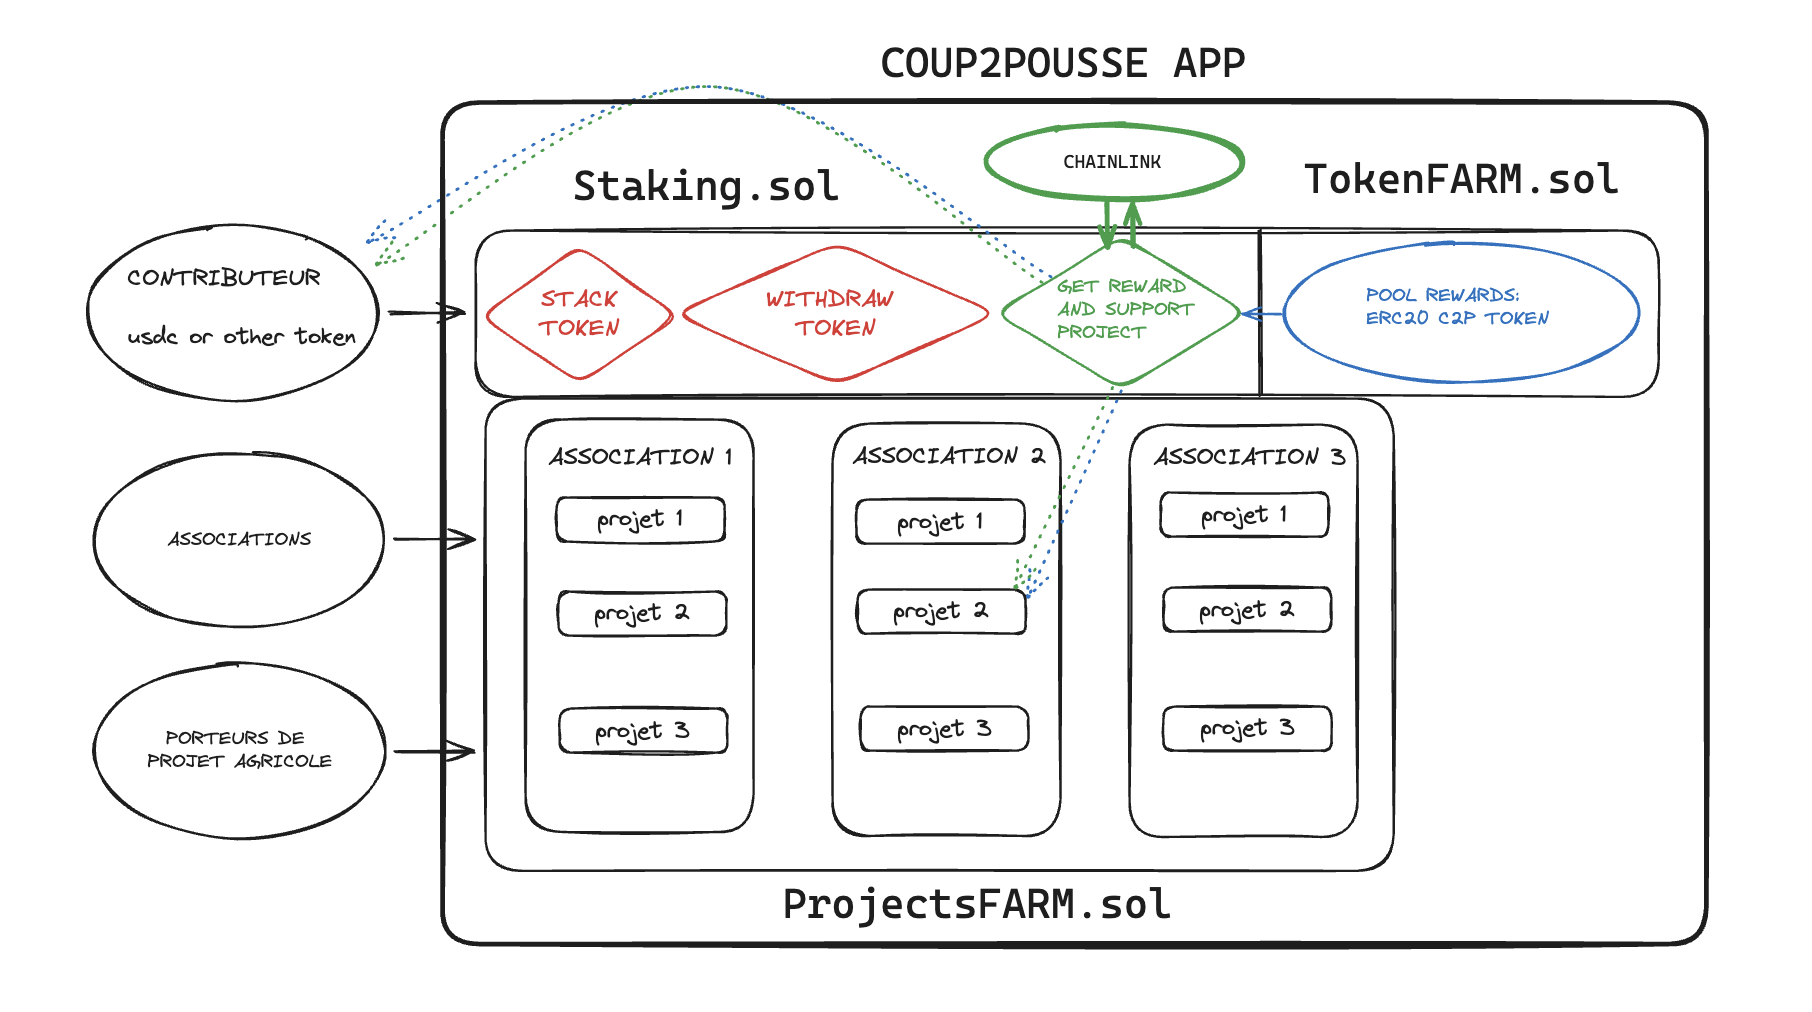 COUP2POUSSE APP
CHAINLINK
Staking.sol
TokenFARM.sol
CONTRIBUTEUR
usdc or other token
STACK
TOKEN
WITHDRAW
TOKEN
GET REWARD
AND SUPPORT
PROJECT
POOL REWARDS:
ERC20 C2P TOKEN
ASSOCIATIONS
PORTEURS DE
PROJET AGRICOLE
ASSOCIATION 1
projet 1
projet 2
projet 3
ASSOCIATION 2
projet 1
projet 2
projet 3
ASSOCIATION 3
projet 1
projet 2
projet 3
ProjectsFARM.sol